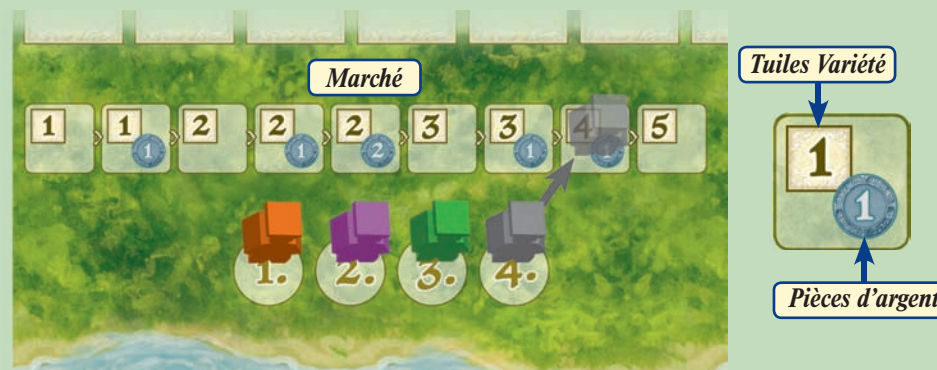 Marché
1 1 1 2 2 1 2 2 3 3 1 4 1 5
1. 2. 3. 4.
Tuiles Variété
1
1
Pièces d'argent